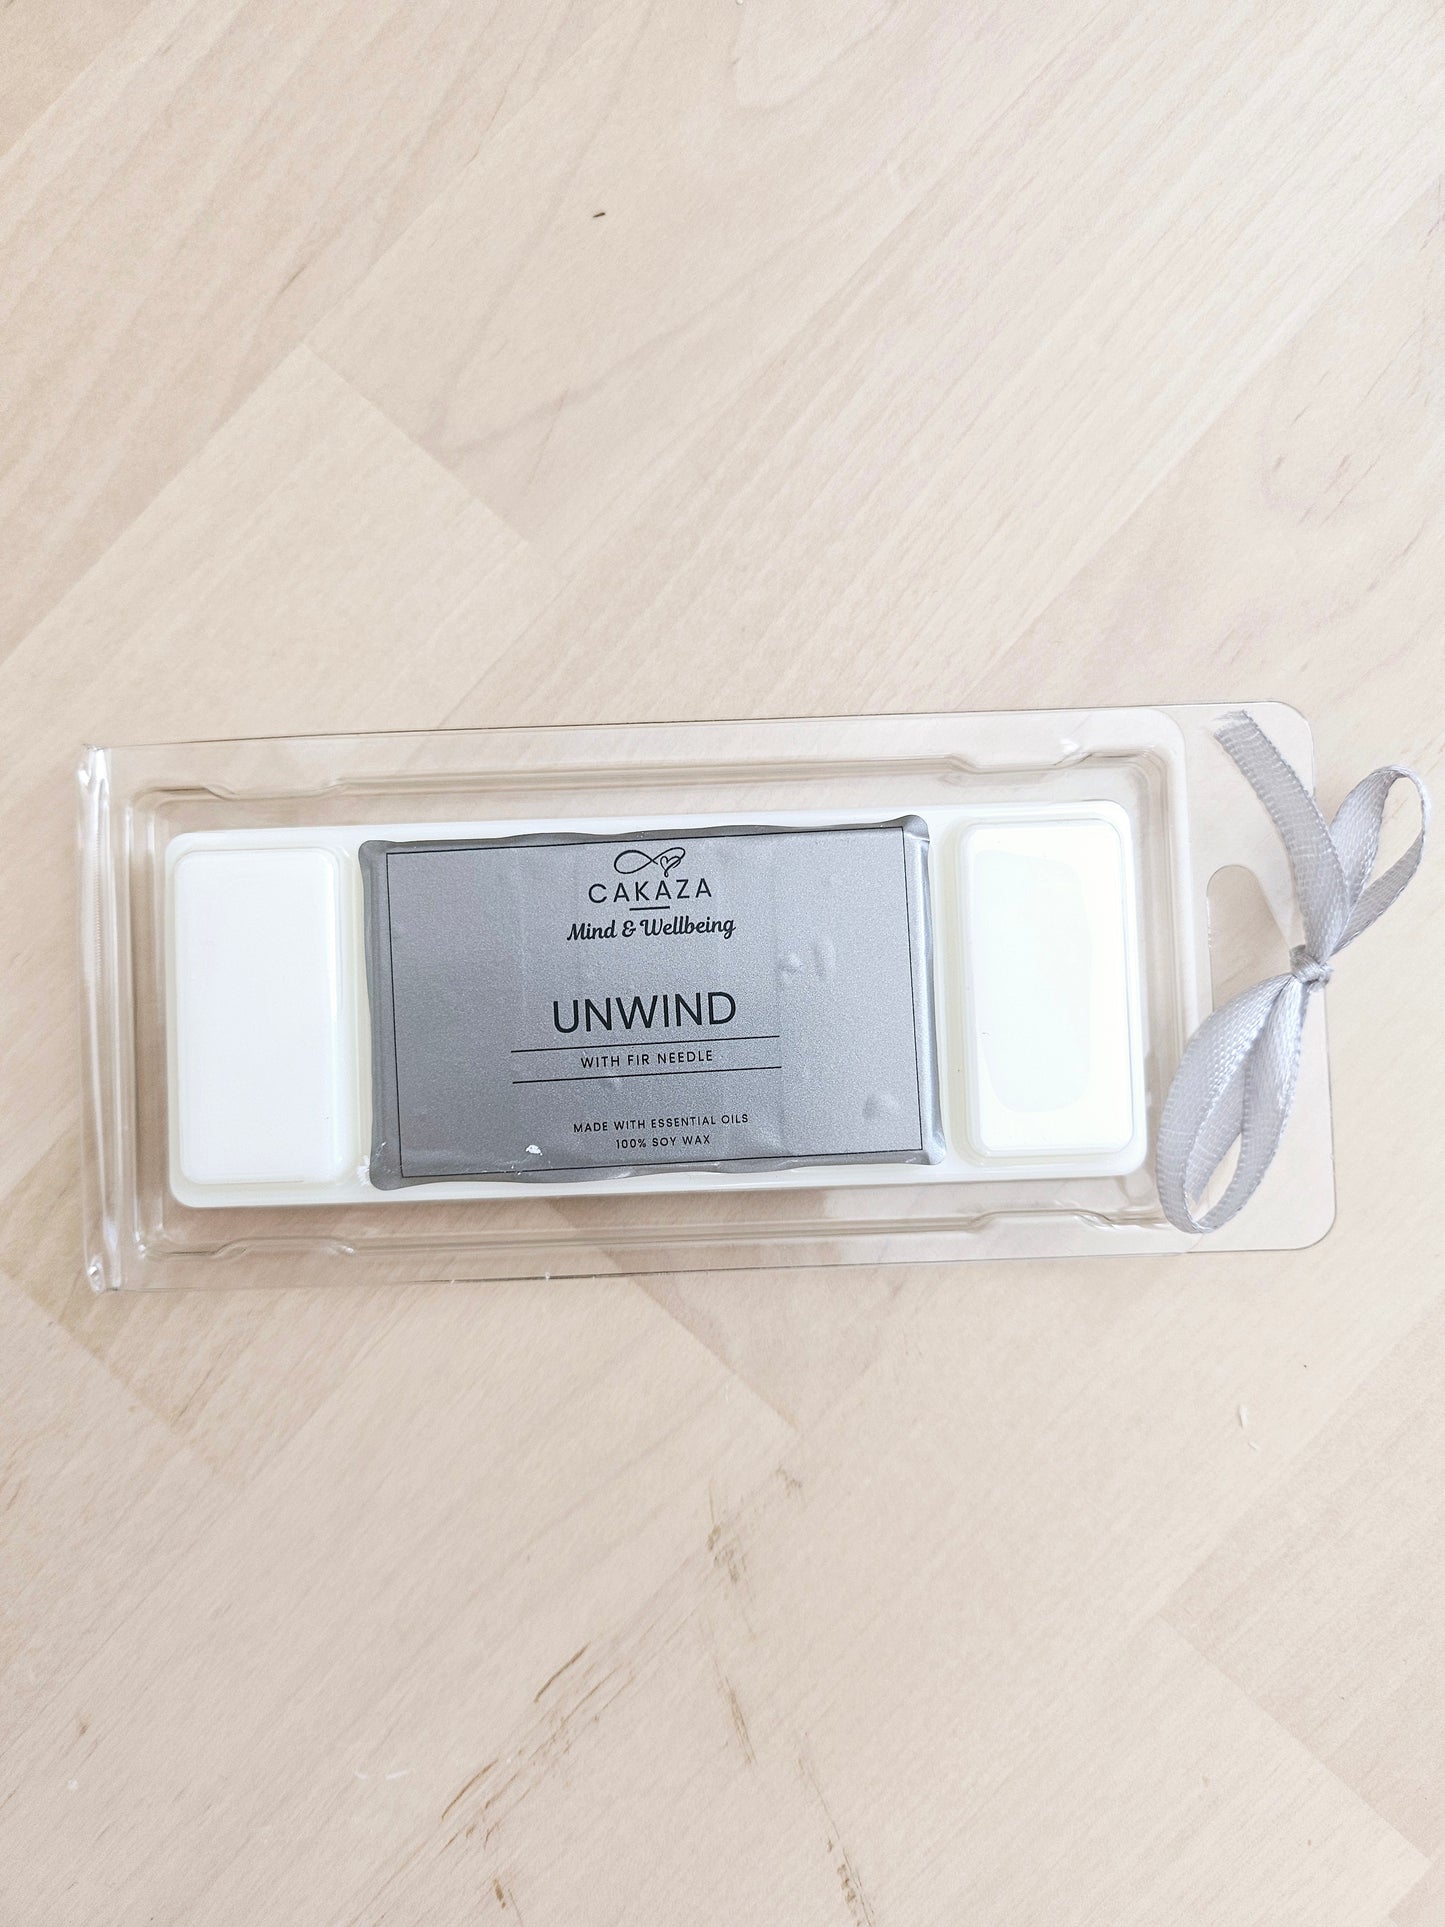 CAKAZA
Mind & Wellbeing
UNWIND
WITH FIR NEEDLE
MADE WITH ESSENTIAL OILS
100% SOY WAX